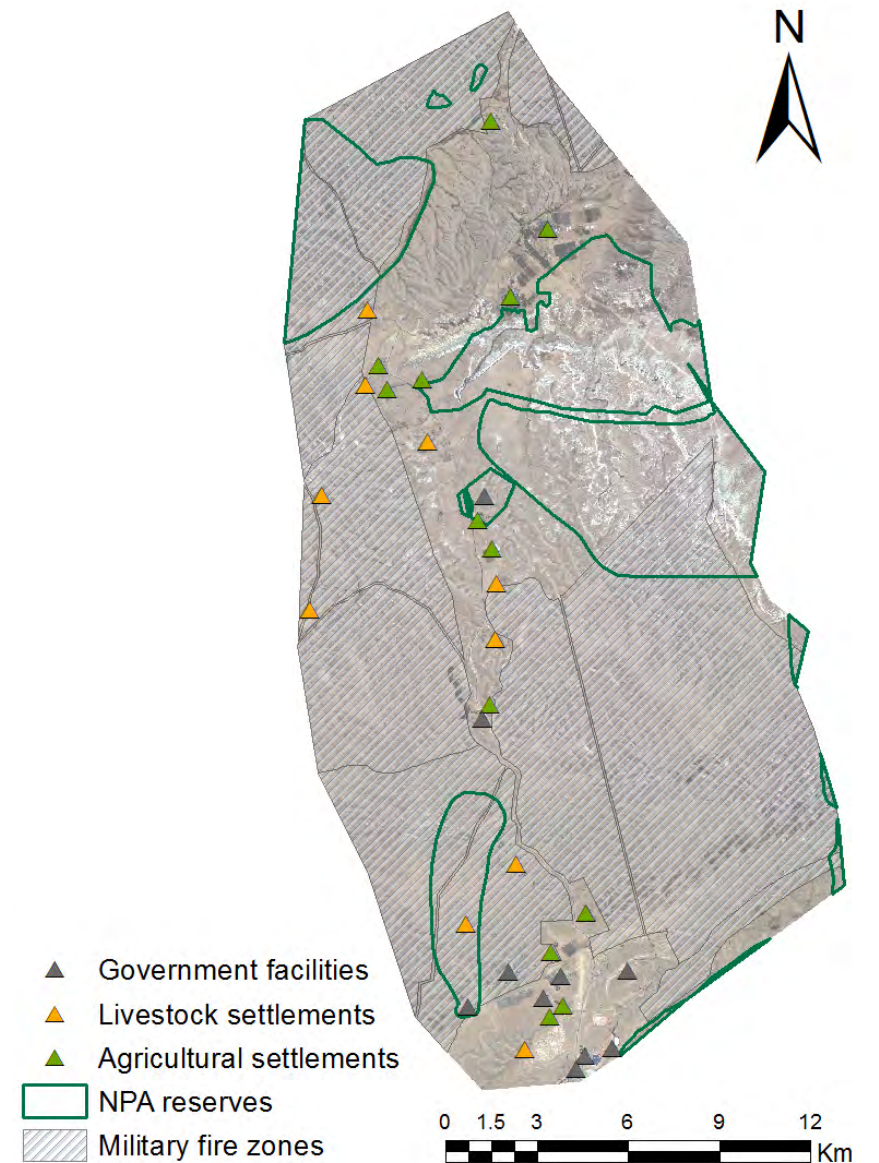 N
Government facilities
Livestock settlements
Agricultural settlements
NPA reserves
Military fire zones
0 1.5 3 6 9 12
Km